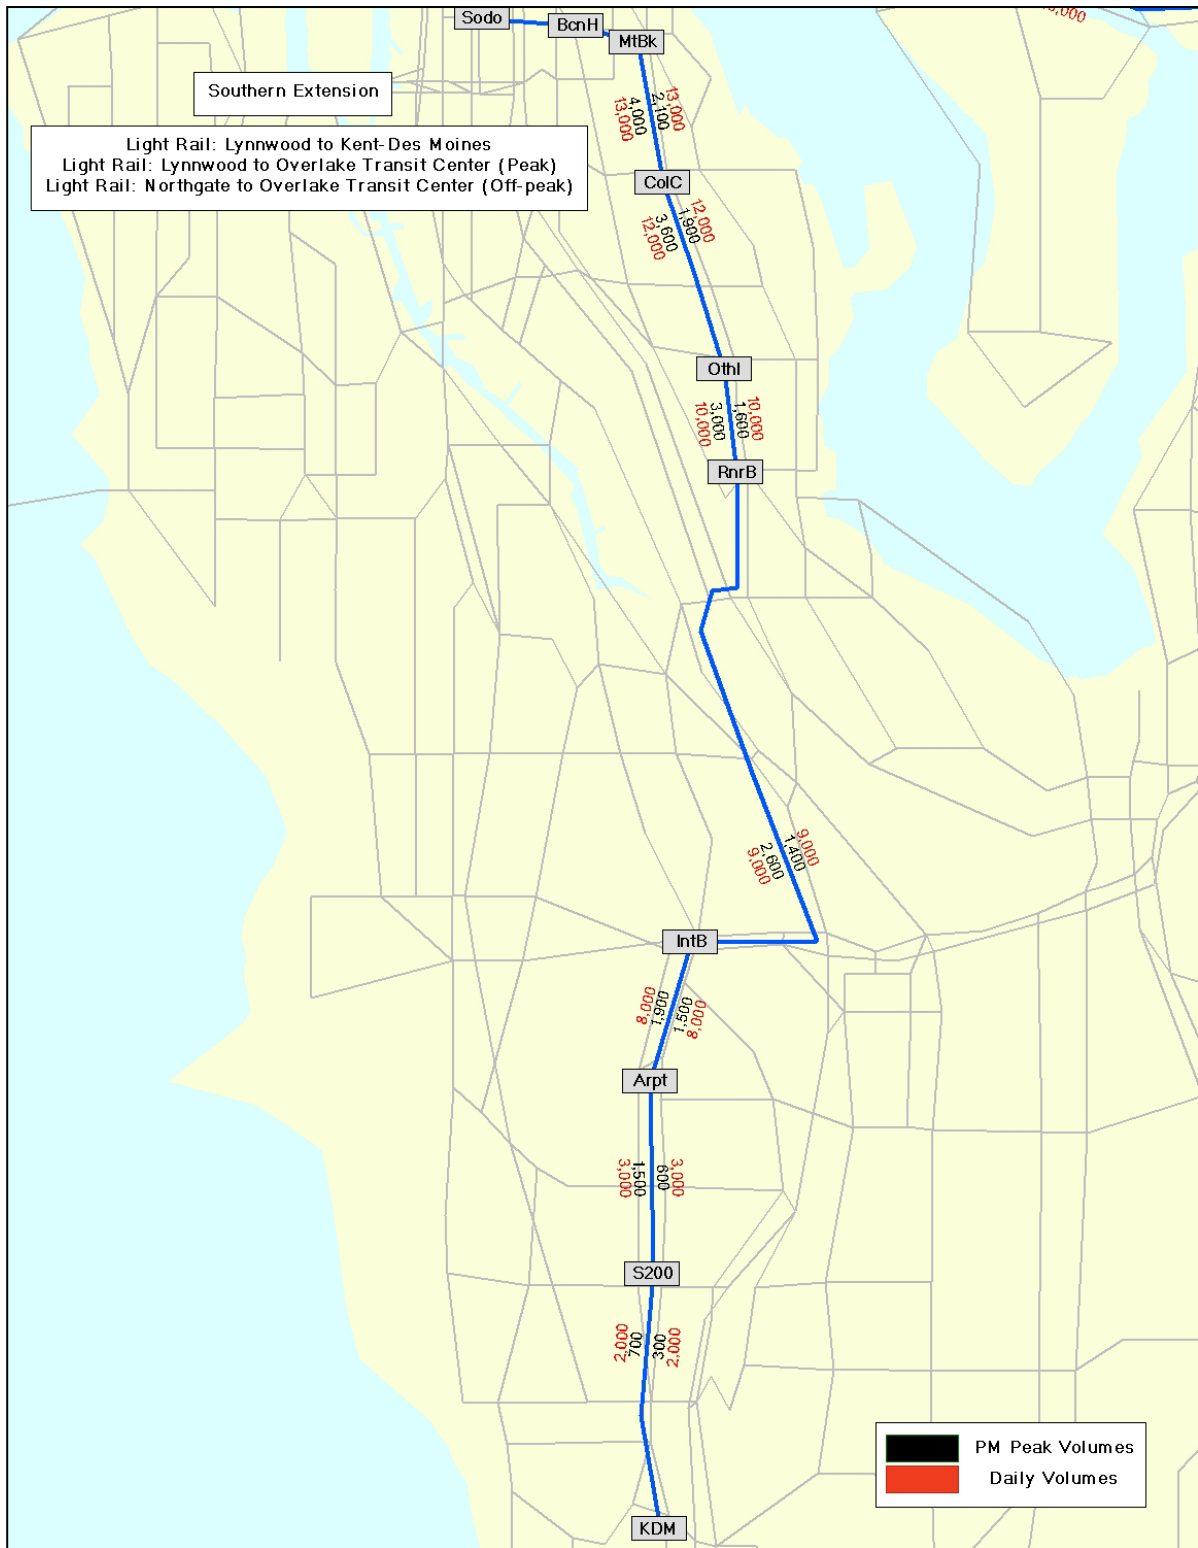 ,000
Sodo
BcnH
MtBk
Southern Extension
Light Rail: Lynnwood to Kent-Des Moines
Light Rail: Lynnwood to Overlake Transit Center (Peak)
Light Rail: Northgate to Overlake Transit Center (Off-peak)
13,000
4,000
2,100
13,000
ColC
12,000
3,600
1,900
12,000
Othl
10,000
3,000
1,600
10,000
RnrB
9,000
2,600
1,400
9,000
IntB
8,000
1,900
1,500
8,000
Arpt
3,000
1,500
600
3,000
S200
2,000
700
300
2,000
PM Peak Volumes
Daily Volumes
KDM